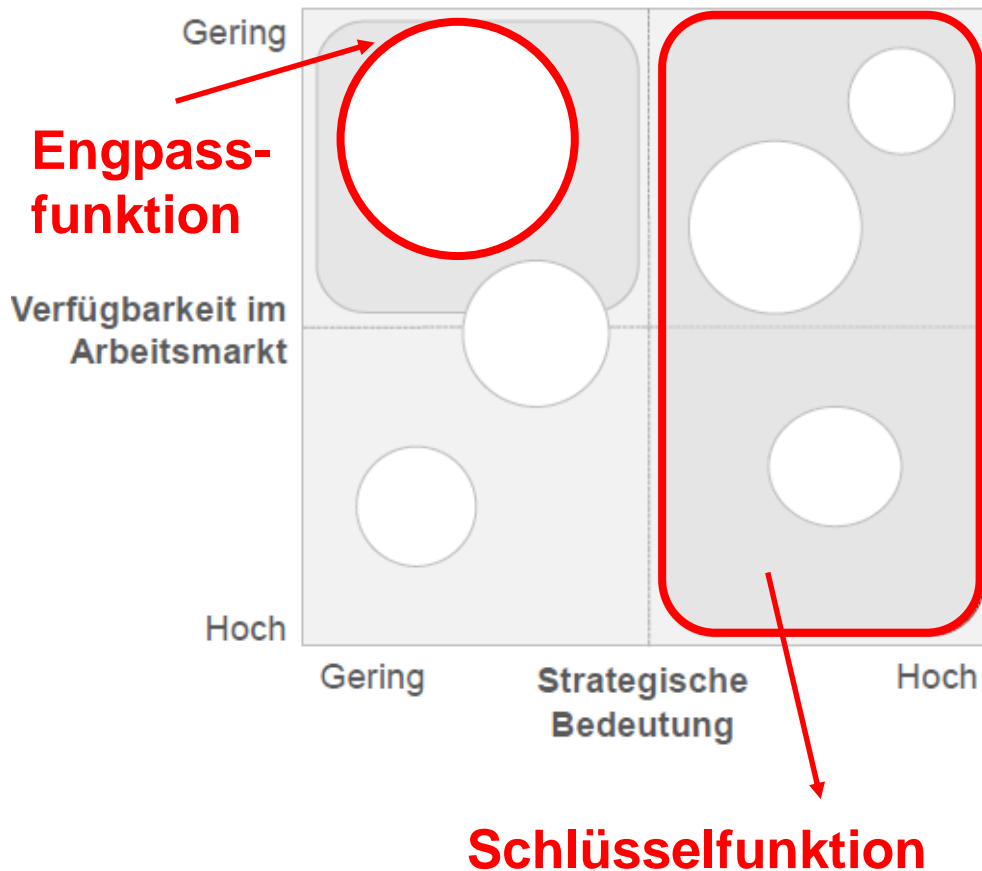 Gering
Engpass-
funktion
Verfügbarkeit im
Arbeitsmarkt
Hoch
Gering
Strategische
Bedeutung
Hoch
Schlüsselfunktion